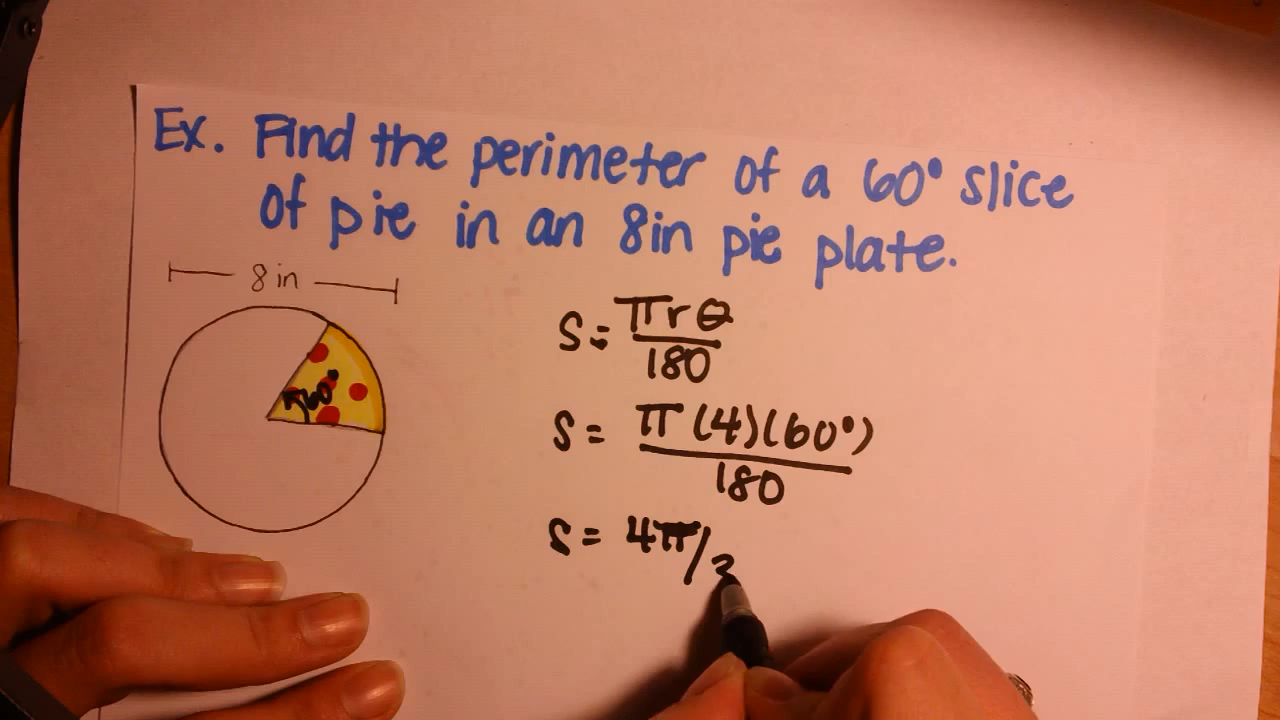 Ex. Find the perimeter of a 60° slice
of pie in an 8in pie plate.
8 in
60°
S = πrθ
180
S = π(4)(60°)
180
S = 4π/3